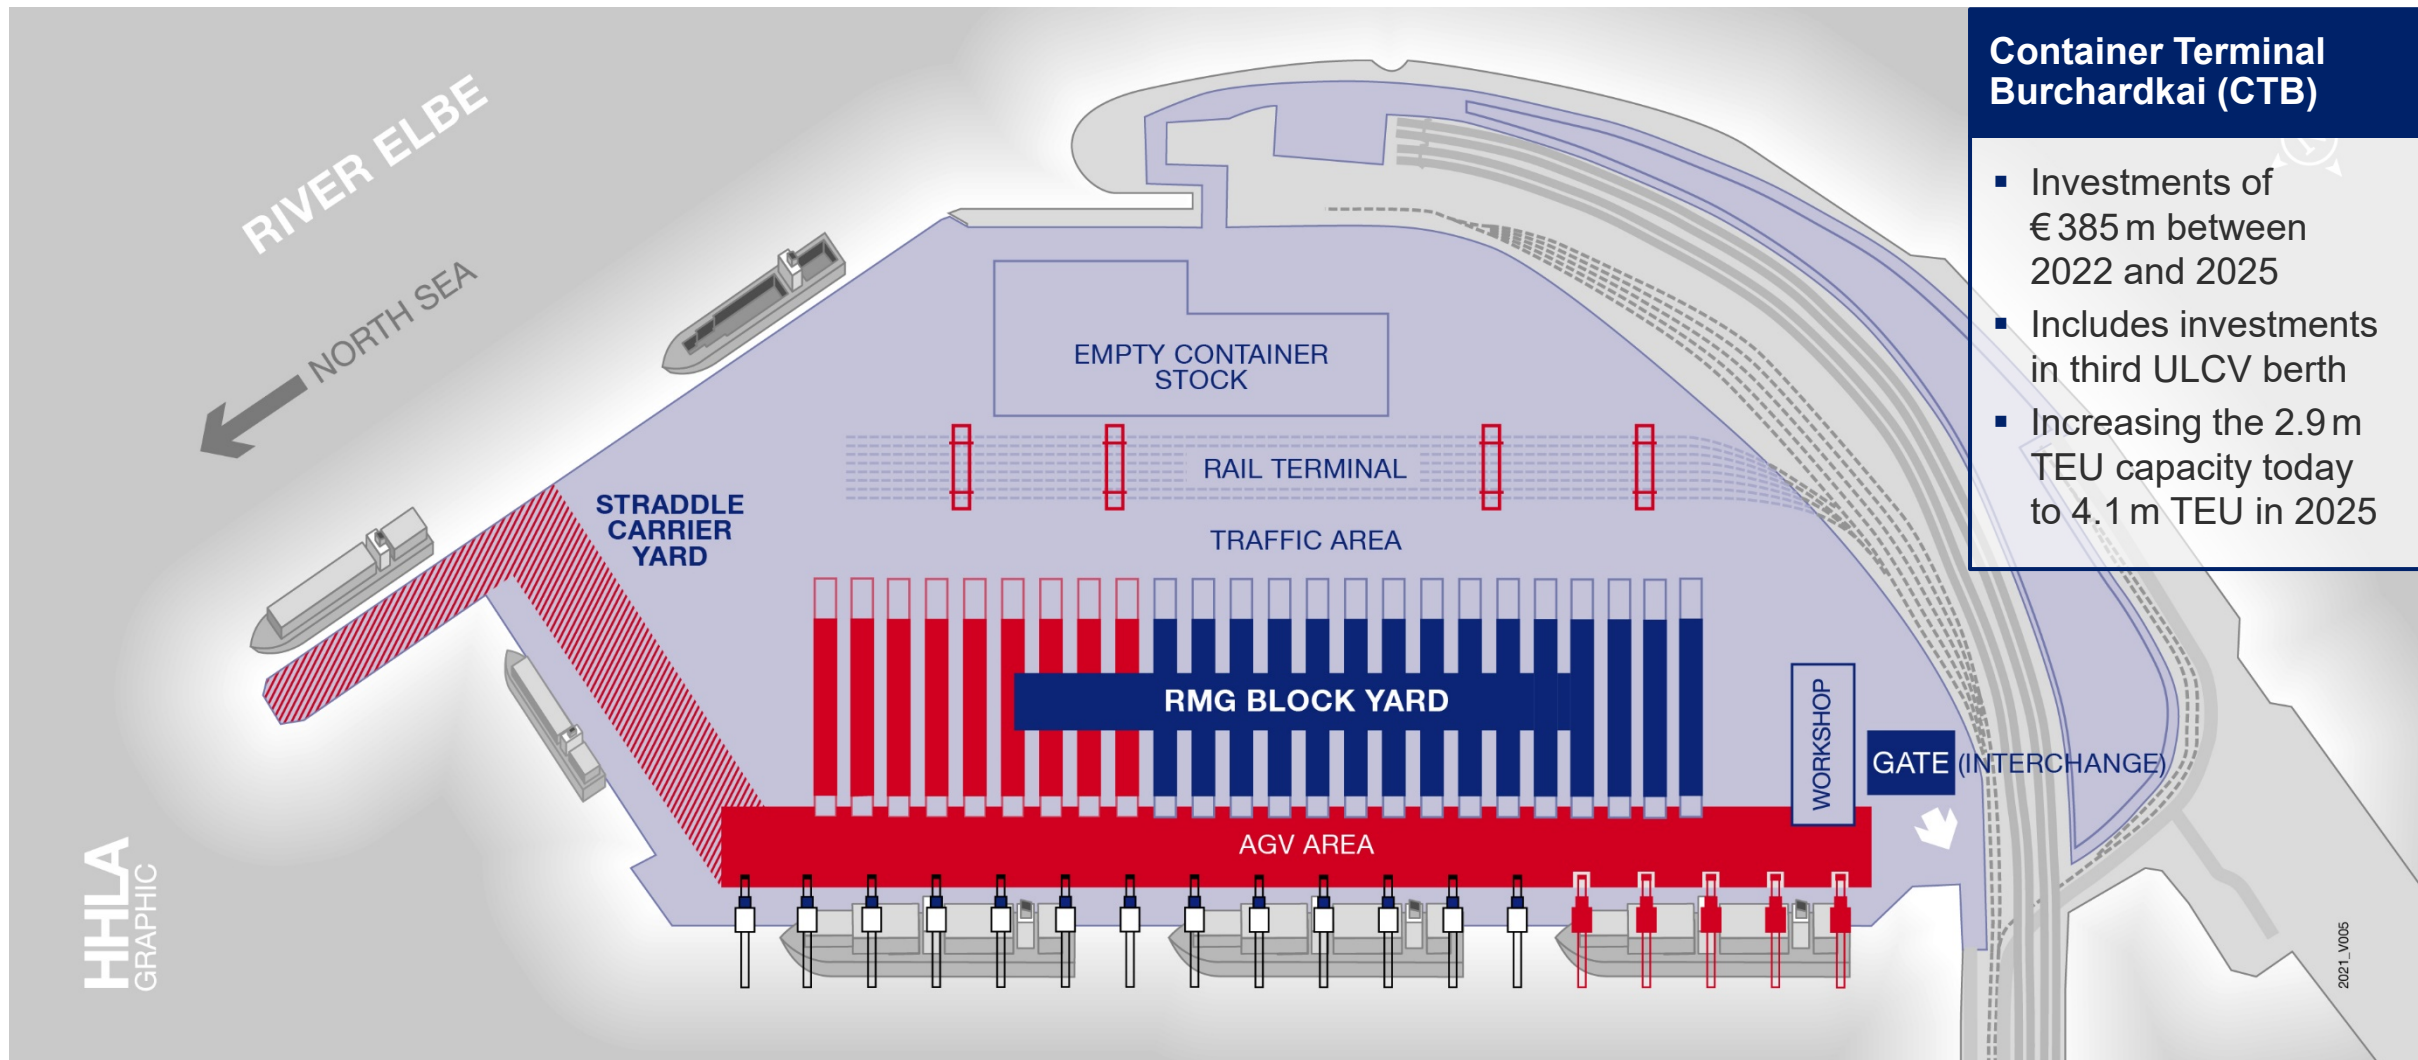 Container Terminal
Burchardkai (CTB)
▪ Investments of
€ 385 m between
2022 and 2025
▪ Includes investments
in third ULCV berth
▪ Increasing the 2.9 m
TEU capacity today
to 4.1 m TEU in 2025
RIVER ELBE
NORTH SEA
EMPTY CONTAINER
STOCK
RAIL TERMINAL
STRADDLE
CARRIER
YARD
TRAFFIC AREA
RMG BLOCK YARD
WORKSHOP
GATE (INTERCHANGE)
AGV AREA
HHLA
GRAPHIC
2021_V005